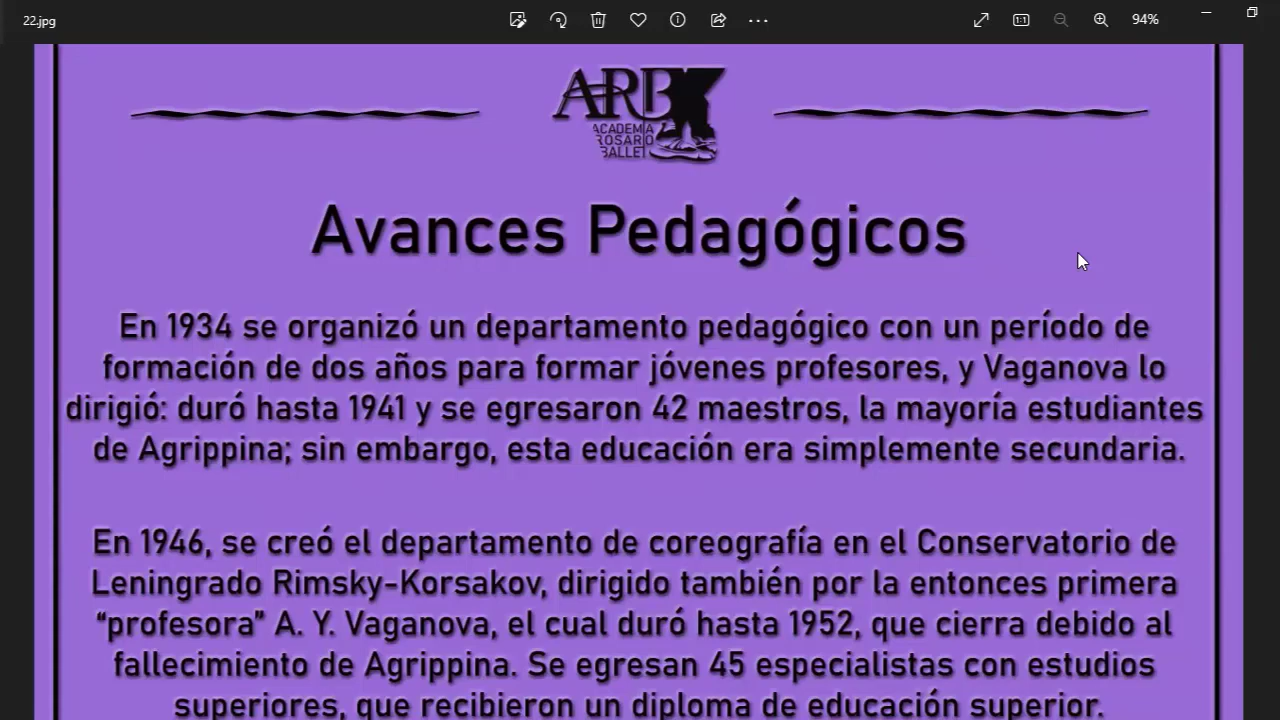 22.jpg
94%
ARB
ACADEMIA
ROSARIO
BALLET
Avances Pedagógicos
En 1934 se organizó un departamento pedagógico con un período de
formación de dos años para formar jóvenes profesores, y Vaganova lo
dirigió: duró hasta 1941 y se egresaron 42 maestros, la mayoría estudiantes
de Agrippina; sin embargo, esta educación era simplemente secundaria.
En 1946, se creó el departamento de coreografía en el Conservatorio de
Leningrado Rimsky-Korsakov, dirigido también por la entonces primera
“profesora” A. Y. Vaganova, el cual duró hasta 1952, que cierra debido al
fallecimiento de Agrippina. Se egresan 45 especialistas con estudios
superiores, que recibieron un diploma de educación superior.